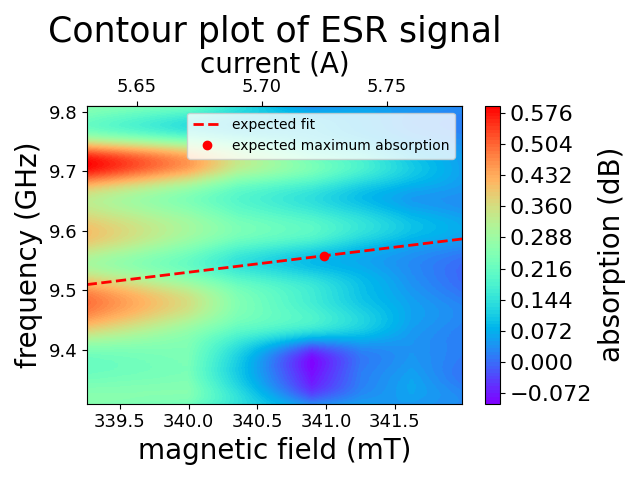 Contour plot of ESR signal
current (A)
5.65 5.70 5.75
expected fit
expected maximum absorption
9.8
9.7
9.6
9.5
9.4
frequency (GHz)
339.5 340.0 340.5 341.0 341.5
magnetic field (mT)
0.576
0.504
0.432
0.360
0.288
0.216
0.144
0.072
0.000
−0.072
absorption (dB)